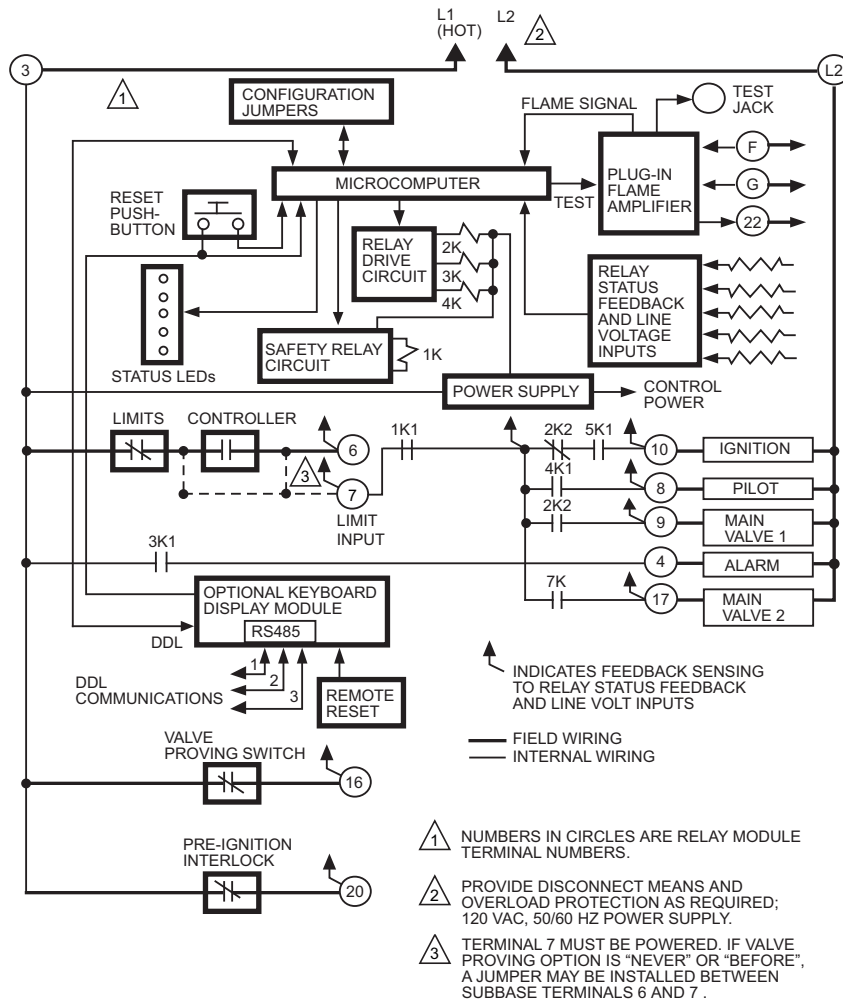 L1
(HOT)
L2
2
3
L2
1
CONFIGURATION
JUMPERS
FLAME SIGNAL
TEST
JACK
RESET
PUSH-
BUTTON
MICROCOMPUTER
TEST
PLUG-IN
FLAME
AMPLIFIER
F
G
22
RELAY
DRIVE
CIRCUIT
2K
3K
4K
RELAY
STATUS
FEEDBACK
AND LINE
VOLTAGE
INPUTS
STATUS LEDs
SAFETY RELAY
CIRCUIT
1K
POWER SUPPLY
CONTROL
POWER
LIMITS
CONTROLLER
6
3
7
LIMIT
INPUT
1K1
2K2
5K1
10
IGNITION
4K1
8
PILOT
2K2
9
MAIN
VALVE 1
3K1
4
ALARM
7K
17
MAIN
VALVE 2
OPTIONAL KEYBOARD
DISPLAY MODULE
RS485
DDL
1
2
3
DDL
COMMUNICATIONS
REMOTE
RESET
INDICATES FEEDBACK SENSING
TO RELAY STATUS FEEDBACK
AND LINE VOLT INPUTS
FIELD WIRING
INTERNAL WIRING
VALVE
PROVING SWITCH
16
PRE-IGNITION
INTERLOCK
20
1 NUMBERS IN CIRCLES ARE RELAY MODULE
TERMINAL NUMBERS.
2 PROVIDE DISCONNECT MEANS AND
OVERLOAD PROTECTION AS REQUIRED;
120 VAC, 50/60 HZ POWER SUPPLY.
3 TERMINAL 7 MUST BE POWERED. IF VALVE
PROVING OPTION IS “NEVER” OR “BEFORE”,
A JUMPER MAY BE INSTALLED BETWEEN
SUBBASE TERMINALS 6 AND 7 .